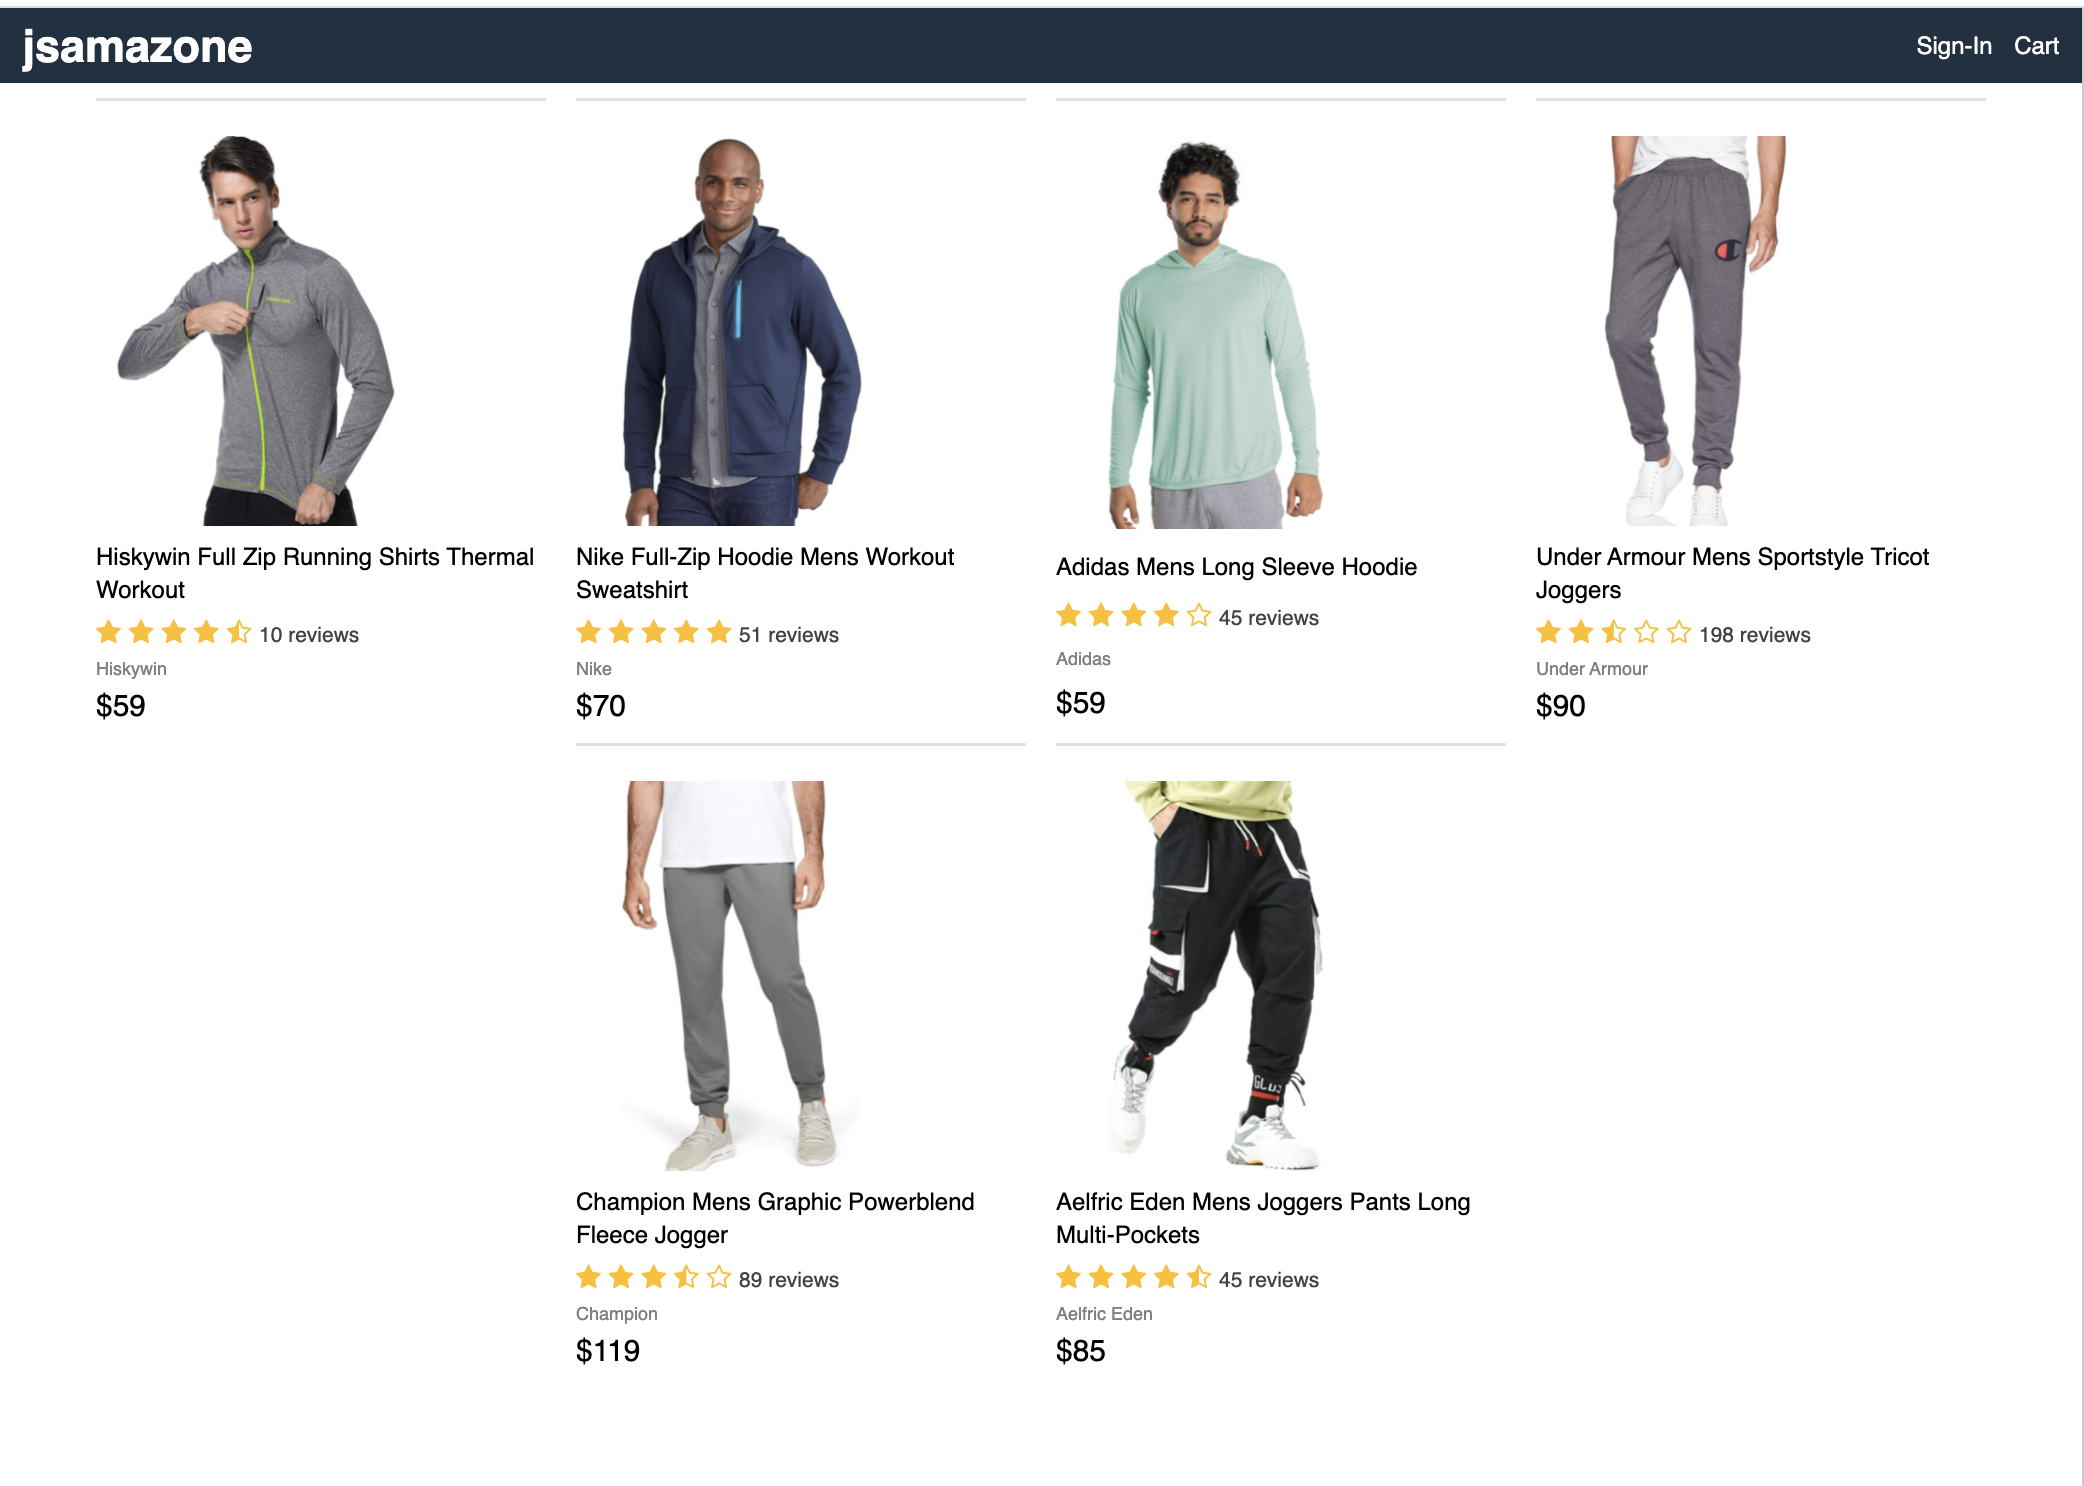 jsamazone
Sign-In Cart
Hiskywin Full Zip Running Shirts Thermal
Workout
10 reviews
Hiskywin
$59
Nike Full-Zip Hoodie Mens Workout
Sweatshirt
51 reviews
Nike
$70
Adidas Mens Long Sleeve Hoodie
45 reviews
Adidas
$59
Under Armour Mens Sportstyle Tricot
Joggers
198 reviews
Under Armour
$90
Champion Mens Graphic Powerblend
Fleece Jogger
89 reviews
Champion
$119
Aelfric Eden Mens Joggers Pants Long
Multi-Pockets
45 reviews
Aelfric Eden
$85